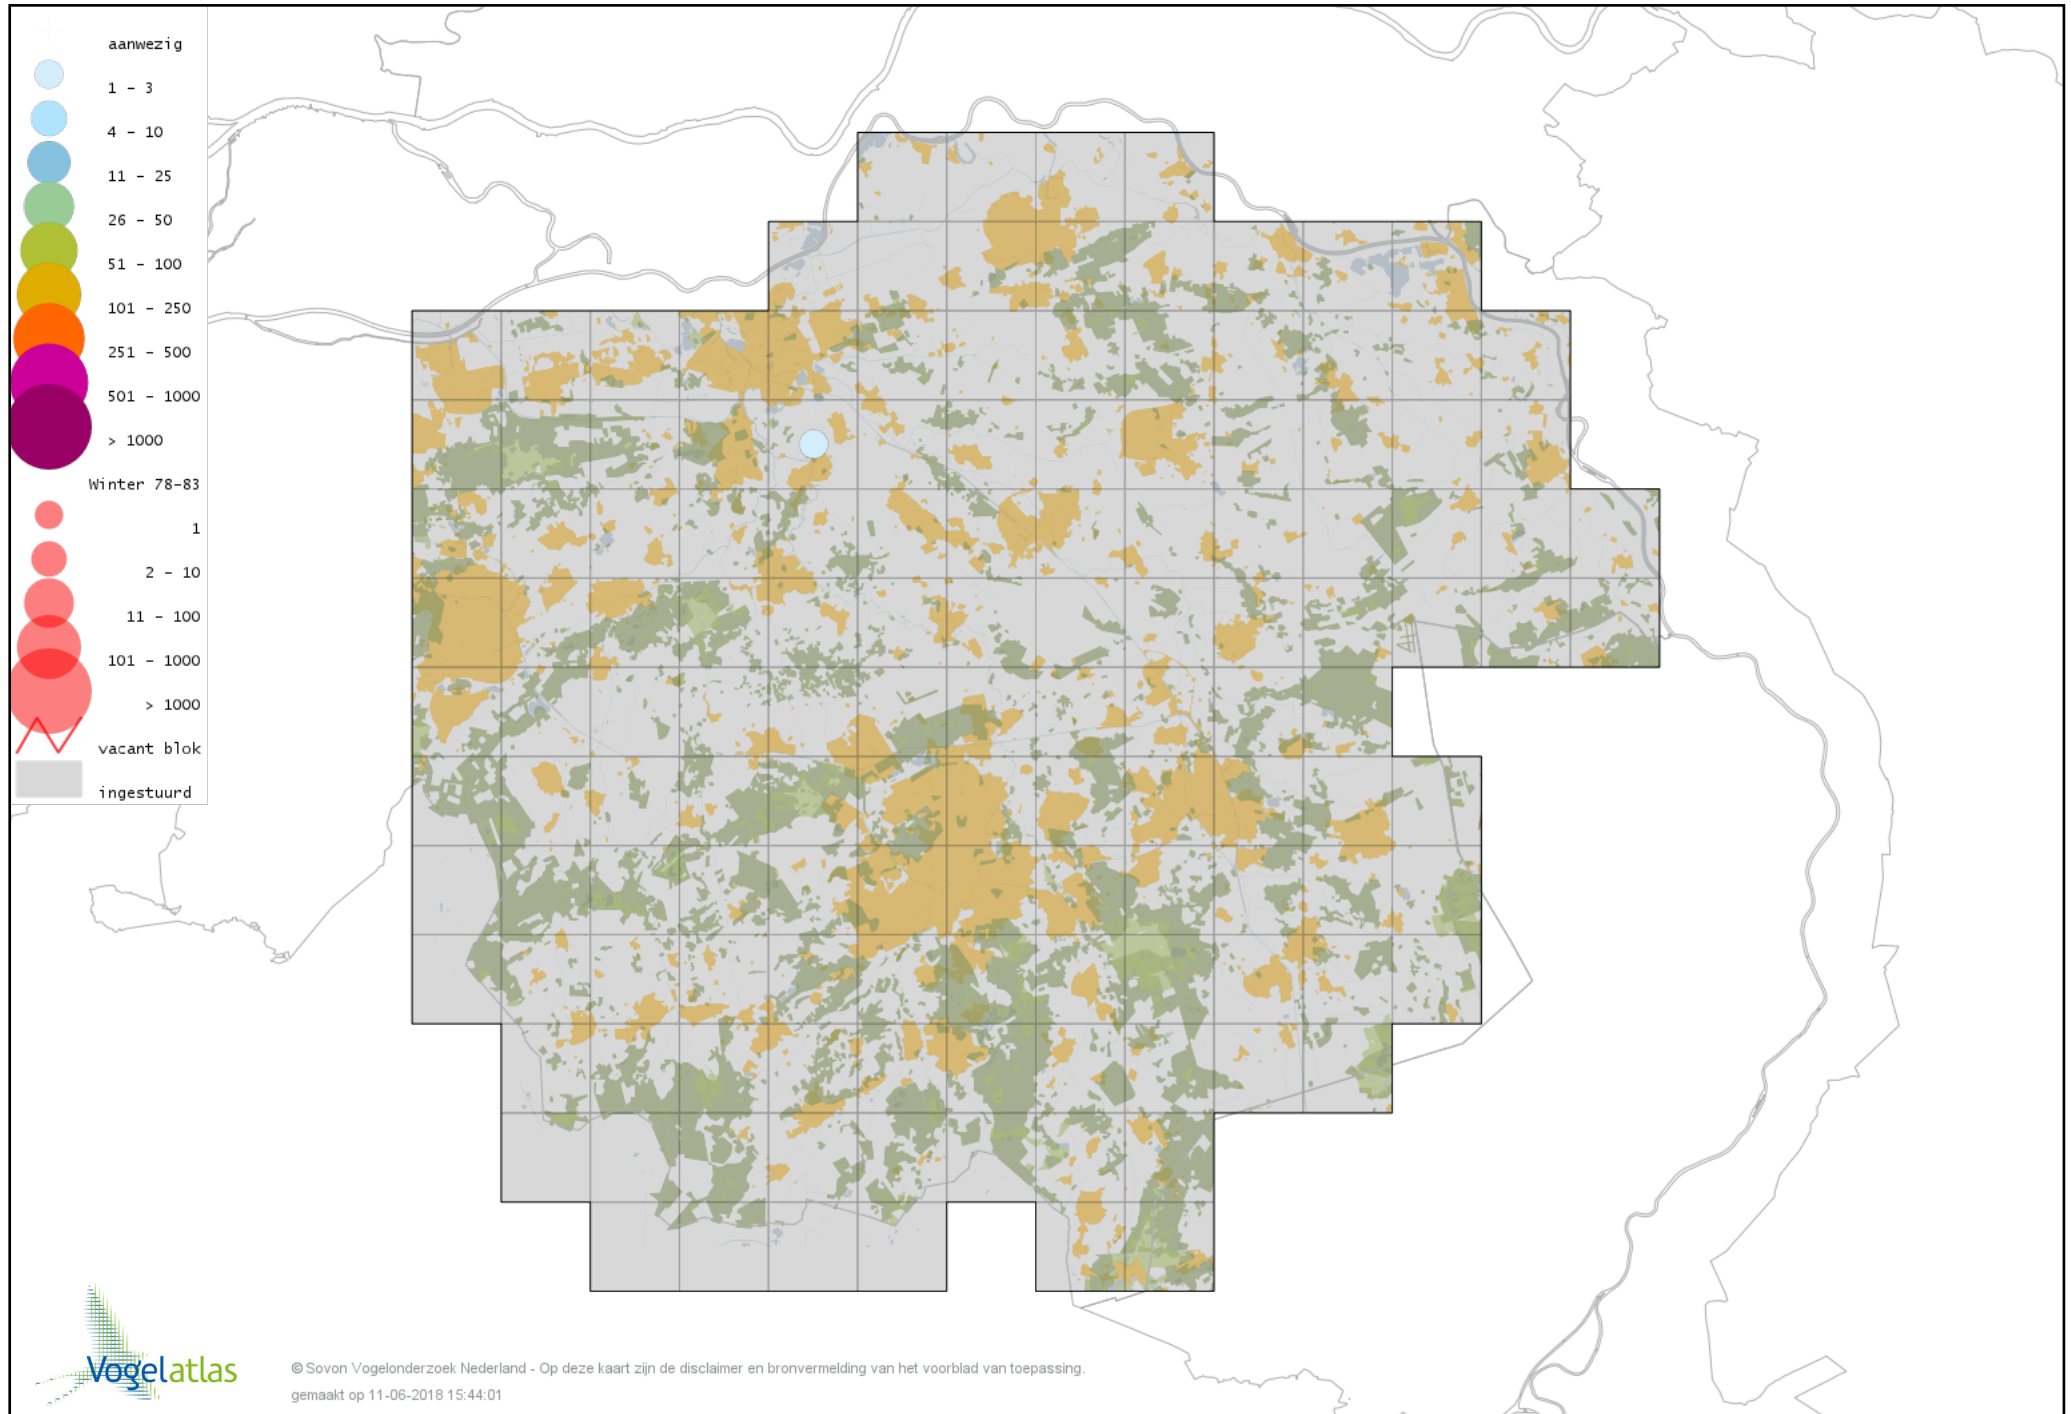 aanwezig
1 - 3
4 - 10
11 - 25
26 - 50
51 - 100
101 - 250
251 - 500
501 - 1000
> 1000
Winter 78-83
1
2 - 10
11 - 100
101 - 1000
> 1000
vacant blok
ingestuurd
Vogelatlas
© Sovon Vogelonderzoek Nederland - Op deze kaart zijn de disclaimer en bronvermelding van het voorblad van toepassing.
gemaakt op 11-06-2018 15:44:01